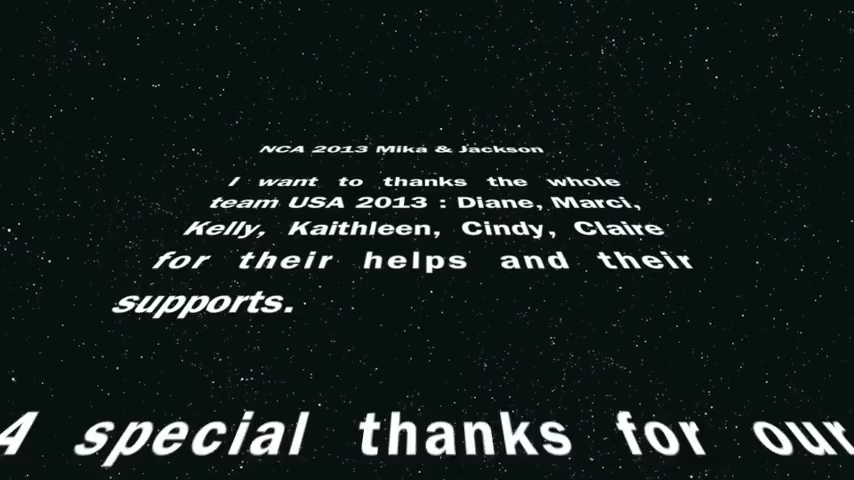 NCA 2013 Mika & Jackson
I want to thanks the whole
team USA 2013 : Diane, Marci,
Kelly, Kaithleen, Cindy, Claire
for their helps and their
supports.
A special thanks for our